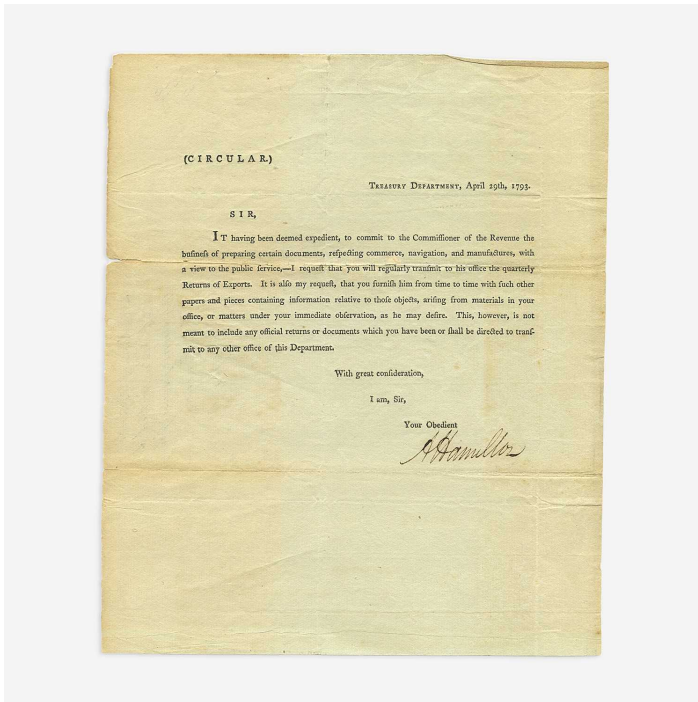 (CIRCULAR.)
TREASURY DEPARTMENT, April 29th, 1793.
SIR,
IT having been deemed expedient, to commit to the Commissioner of the Revenue the
buſineſs of preparing certain documents, reſpecting commerce, navigation, and manufactures, with
a view to the public ſervice,—I requeſt that you will regularly tranſmit to his office the quarterly
Returns of Exports. It is alſo my requeſt, that you furniſh him from time to time with ſuch other
papers and pieces containing information relative to thoſe objects, ariſing from materials in your
office, or matters under your immediate obſervation, as he may deſire. This, however, is not
meant to include any official returns or documents which you have been or ſhall be directed to tranſ-
mit to any other office of this Department.
With great conſideration,
I am, Sir,
Your Obedient
A Hamilton